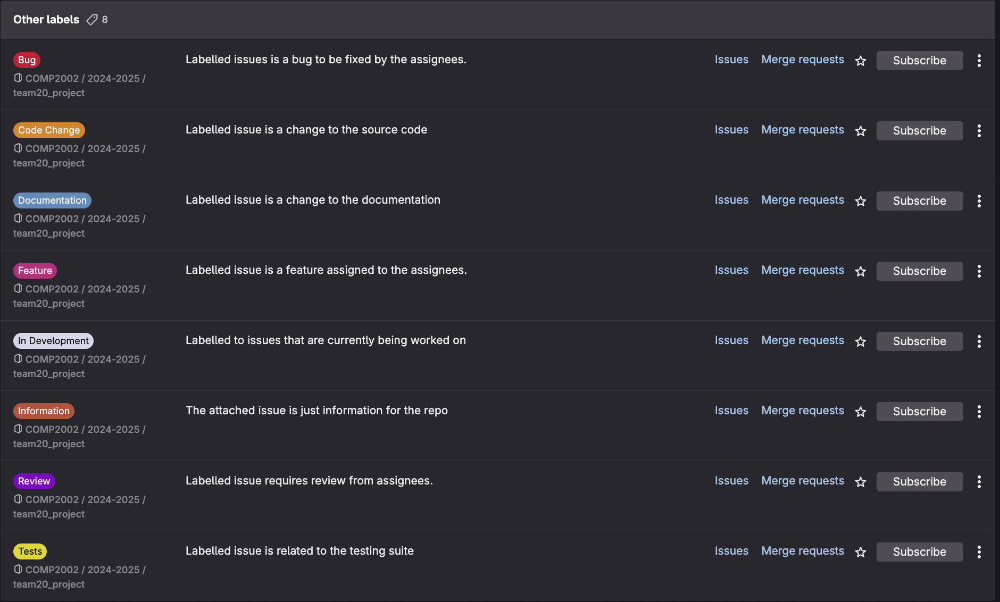 Other labels 8
Bug Labelled issues is a bug to be fixed by the assignees. Issues Merge requests Subscribe
COMP2002 / 2024-2025 /
team20_project
Code Change Labelled issue is a change to the source code Issues Merge requests Subscribe
COMP2002 / 2024-2025 /
team20_project
Documentation Labelled issue is a change to the documentation Issues Merge requests Subscribe
COMP2002 / 2024-2025 /
team20_project
Feature Labelled issue is a feature assigned to the assignees. Issues Merge requests Subscribe
COMP2002 / 2024-2025 /
team20_project
In Development Labelled to issues that are currently being worked on Issues Merge requests Subscribe
COMP2002 / 2024-2025 /
team20_project
Information The attached issue is just information for the repo Issues Merge requests Subscribe
COMP2002 / 2024-2025 /
team20_project
Review Labelled issue requires review from assignees. Issues Merge requests Subscribe
COMP2002 / 2024-2025 /
team20_project
Tests Labelled issue is related to the testing suite Issues Merge requests Subscribe
COMP2002 / 2024-2025 /
team20_project